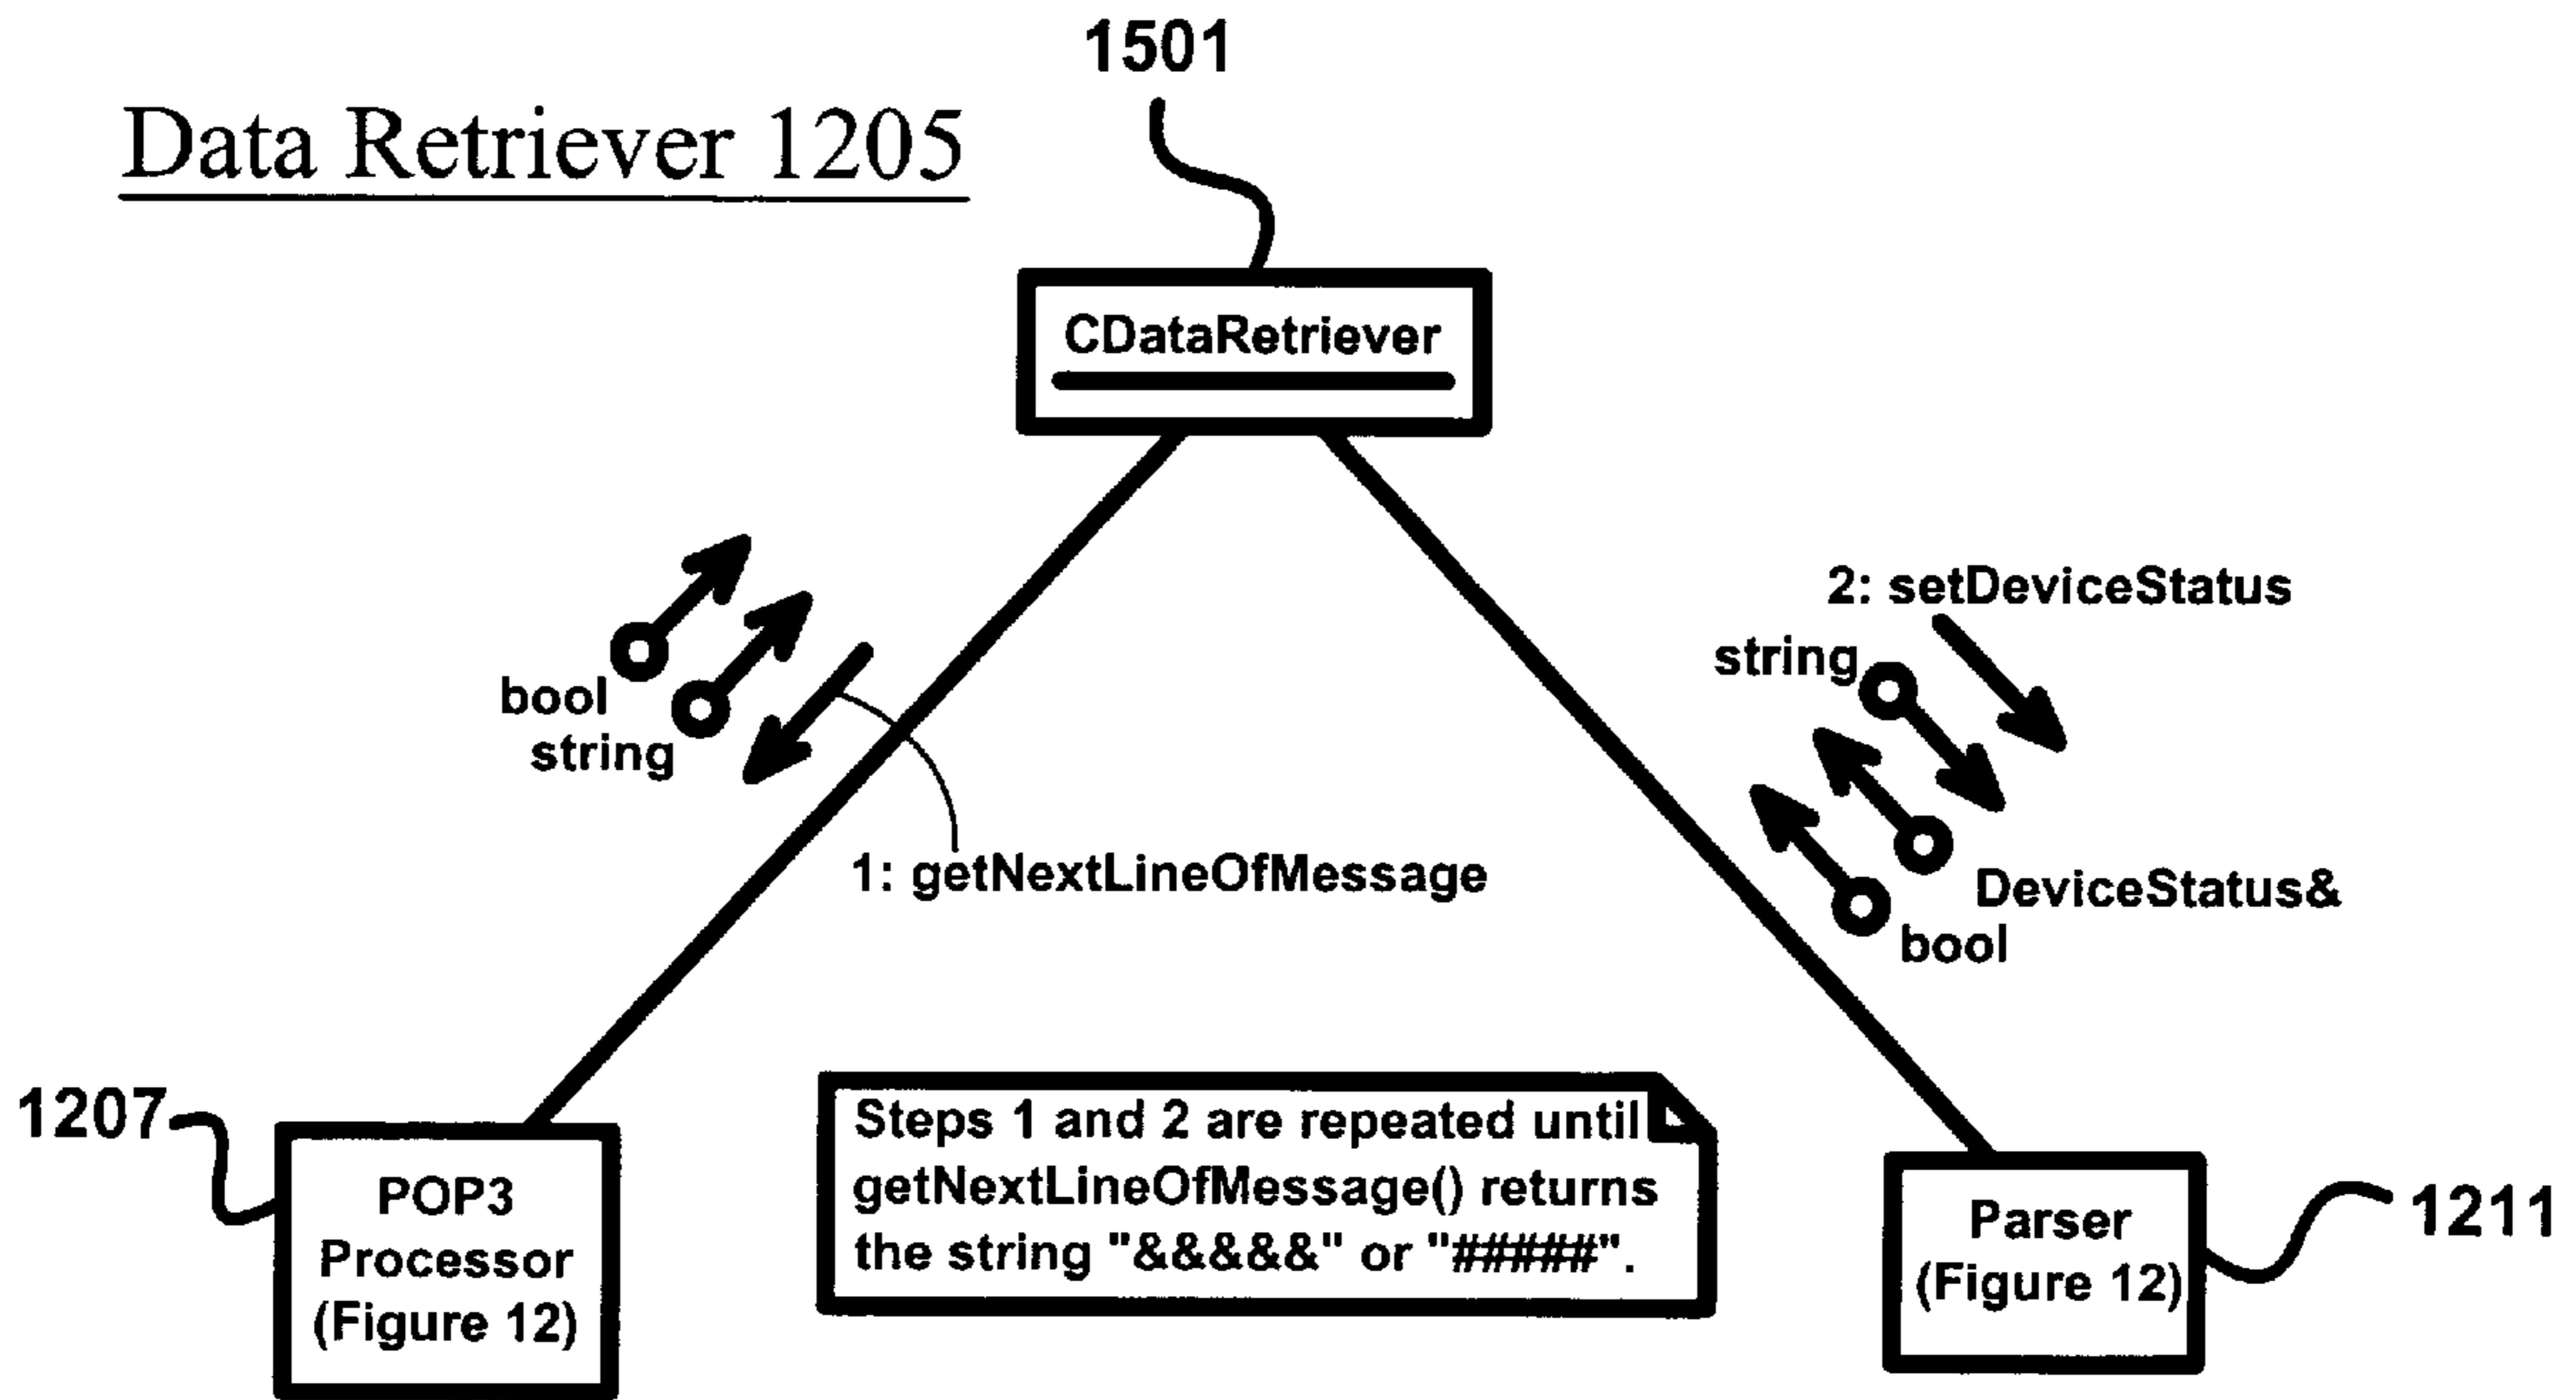 1501
Data Retriever 1205
CDataRetriever
bool
string
1: getNextLineOfMessage
2: setDeviceStatus
string
DeviceStatus&
bool
1207
POP3
Processor
(Figure 12)
Steps 1 and 2 are repeated until
getNextLineOfMessage() returns
the string "&&&&&" or "#####".
Parser
(Figure 12)
1211